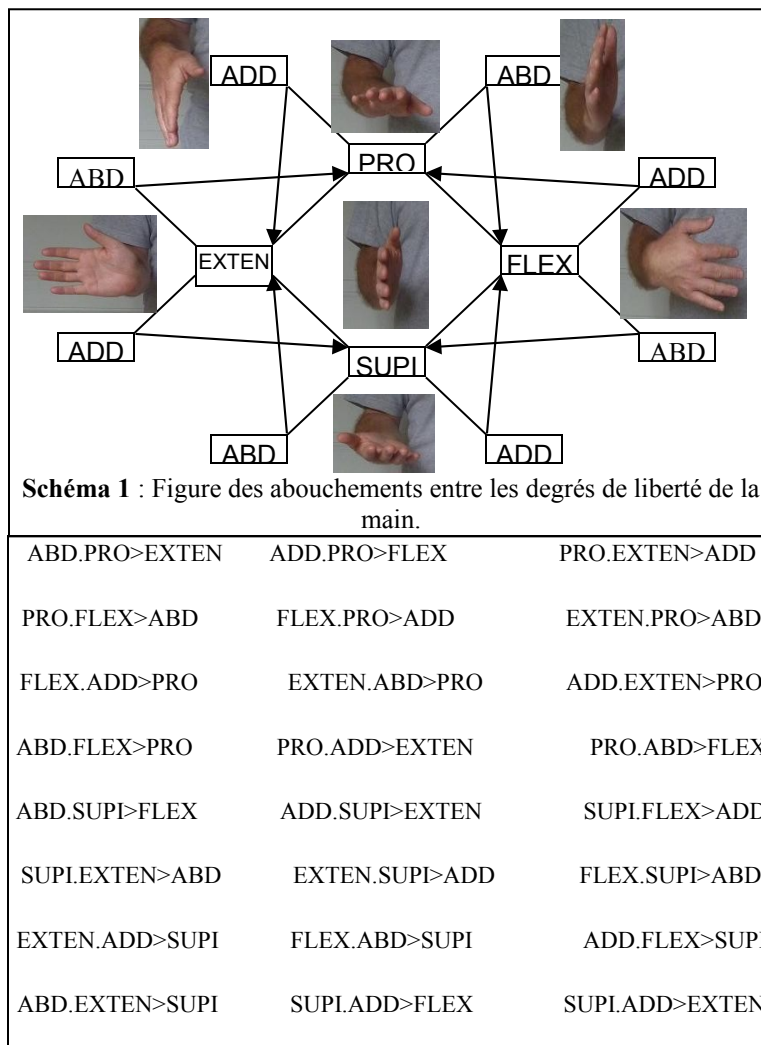 ADD ABD
PRO
ABD ADD
EXTEN FLEX
ADD ABD
SUPI
ABD ADD
Schéma 1 : Figure des abouchements entre les degrés de liberté de la
main.
ABD.PRO>EXTEN ADD.PRO>FLEX PRO.EXTEN>ADD
PRO.FLEX>ABD FLEX.PRO>ADD EXTEN.PRO>ABD
FLEX.ADD>PRO EXTEN.ABD>PRO ADD.EXTEN>PRO
ABD.FLEX>PRO PRO.ADD>EXTEN PRO.ABD>FLEX
ABD.SUPI>FLEX ADD.SUPI>EXTEN SUPI.FLEX>ADD
SUPI.EXTEN>ABD EXTEN.SUPI>ADD FLEX.SUPI>ABD
EXTEN.ADD>SUPI FLEX.ABD>SUPI ADD.FLEX>SUPI
ABD.EXTEN>SUPI SUPI.ADD>FLEX SUPI.ADD>EXTEN